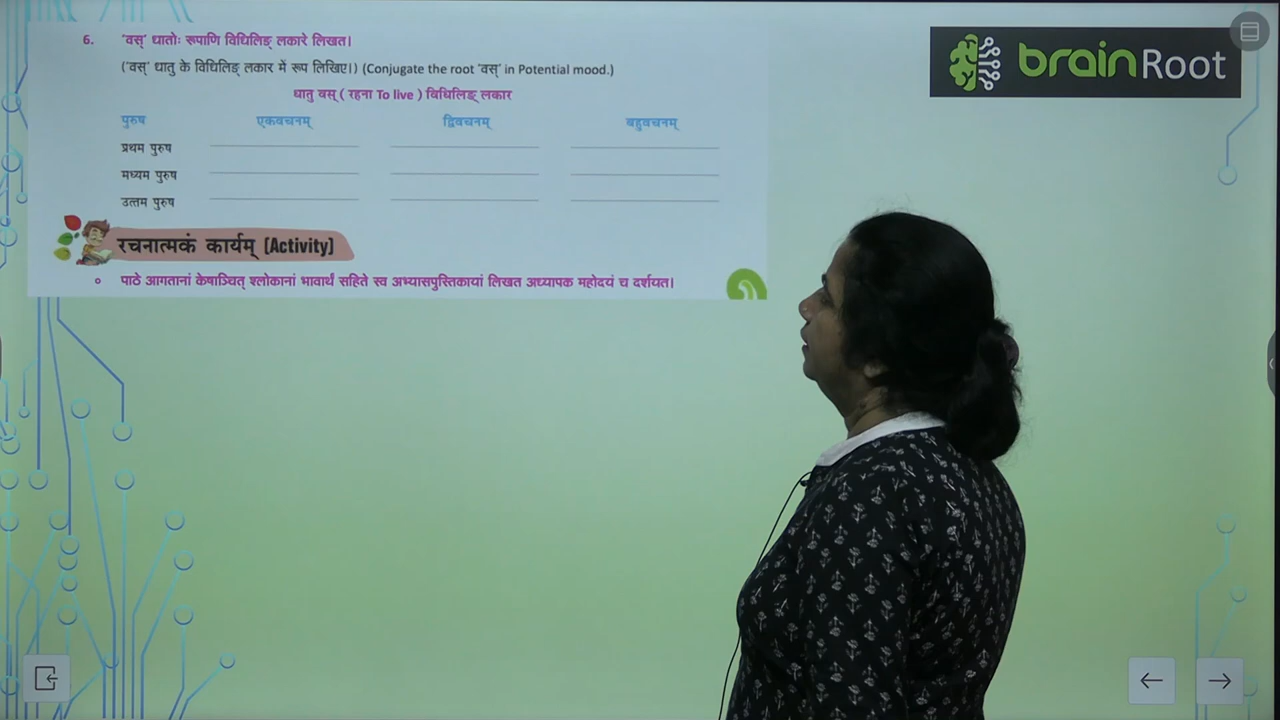 brainRoot
6. 'वस्' धातोः रूपाणि विधिलिङ् लकारे लिखत।
('वस्' धातु के विधिलिङ् लकार में रूप लिखिए।) (Conjugate the root 'वस्' in Potential mood.)
धातु वस् ( रहना To live ) विधिलिङ् लकार
पुरुष एकवचनम् द्विवचनम् बहुवचनम्
प्रथम पुरुष
मध्यम पुरुष
उत्तम पुरुष
रचनात्मकं कार्यम् [Activity]
पाठे आगतानां केषाञ्चित् श्लोकानां भावार्थं सहिते स्व अभ्यासपुस्तिकायां लिखत अध्यापक महोदयं च दर्शयत।